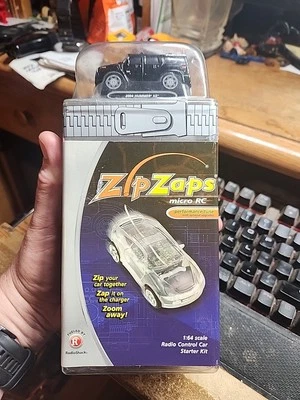 2004 HUMMER H2
ZipZaps
micro RC
Zip your
car together
Zap it on
the charger
Zoom
away!
1:64 scale
Radio Control Car
Starter Kit
RadioShack